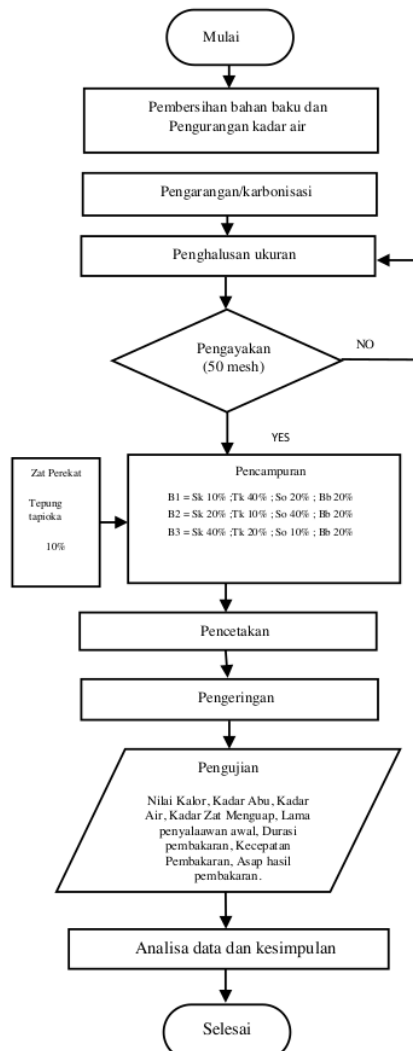 Mulai
Pembersihan bahan baku dan
Pengurangan kadar air
Pengarangan/karbonisasi
Penghalusan ukuran
Pengayakan
(50 mesh)
NO
YES
Zat Perekat
Tepung
tapioka
10%
Pencampuran
B1 = Sk 10% ;Tk 40% ; So 20% ; Bb 20%
B2 = Sk 20% ;Tk 10% ; So 40% ; Bb 20%
B3 = Sk 40% ;Tk 20% ; So 10% ; Bb 20%
Pencetakan
Pengeringan
Pengujian
Nilai Kalor, Kadar Abu, Kadar
Air, Kadar Zat Menguap, Lama
penyalaawan awal, Durasi
pembakaran, Kecepatan
Pembakaran, Asap hasil
pembakaran.
Analisa data dan kesimpulan
Selesai